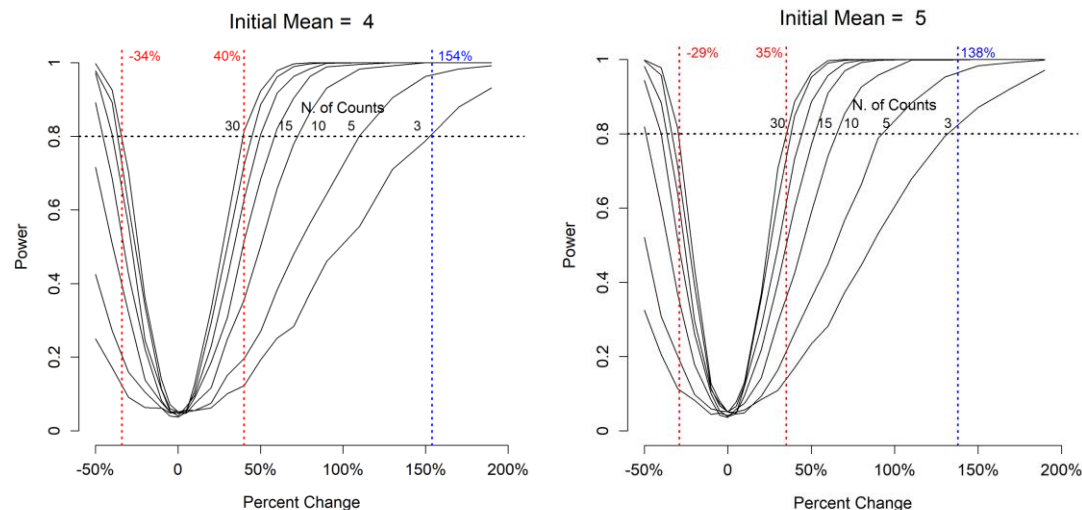 Initial Mean = 4
-34% 40% 154%
1
N. of Counts
30 15 10 5 3
0.8
0.6
Power
0.4
0.2
0
-50% 0 50% 100% 150% 200%
Percent Change
Initial Mean = 5
-29% 35% 138%
1
N. of Counts
30 15 10 5 3
0.8
0.6
Power
0.4
0.2
0
-50% 0 50% 100% 150% 200%
Percent Change